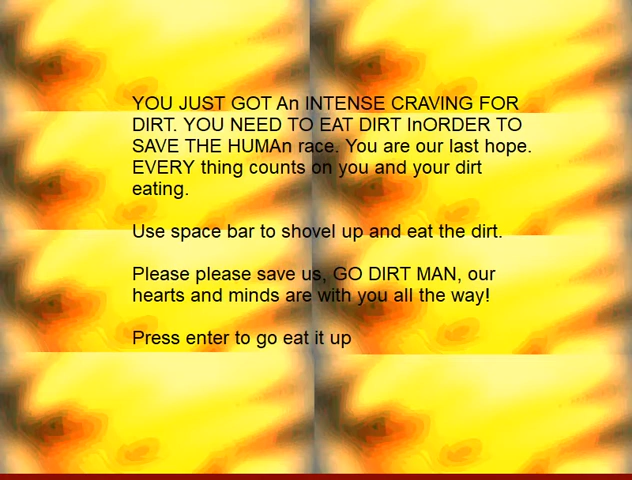 YOU JUST GOT An INTENSE CRAVING FOR
DIRT. YOU NEED TO EAT DIRT InORDER TO
SAVE THE HUMAn race. You are our last hope.
EVERY thing counts on you and your dirt
eating.
Use space bar to shovel up and eat the dirt.
Please please save us, GO DIRT MAN, our
hearts and minds are with you all the way!
Press enter to go eat it up